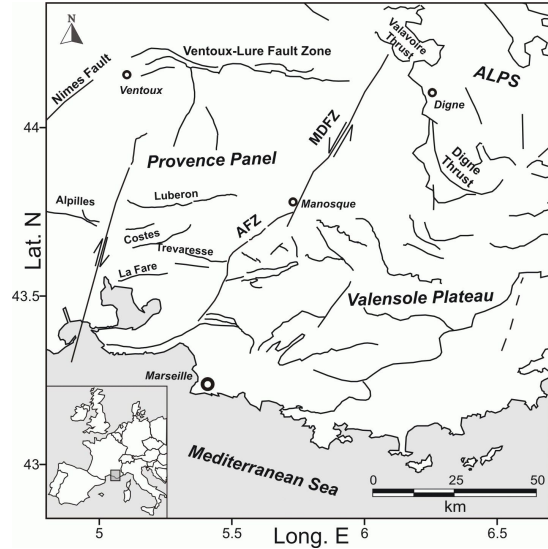 N
Nimes Fault
Ventoux-Lure Fault Zone
Valavoire
Thrust
ALPS
Ventoux
Digne
44
MDFZ
Provence Panel
Digne
Thrust
Alpilles
Luberon
Manosque
AFZ
Costes
Trevaresse
La Fare
Lat. N
43.5
Valensole Plateau
Marseille
43
Mediterranean Sea
0 25 50
km
5 5.5 6 6.5
Long. E